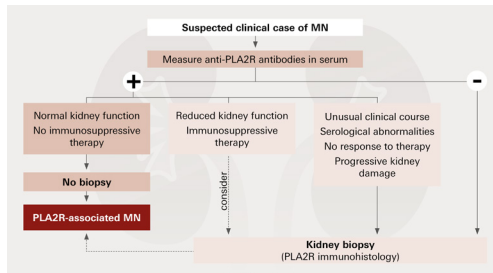 Suspected clinical case of MN
Measure anti-PLA2R antibodies in serum
+
-
Normal kidney function
No immunosuppressive
therapy
Reduced kidney function
Immunosuppressive
therapy
Unusual clinical course
Serological abnormalities
No response to therapy
Progressive kidney
damage
No biopsy
consider
PLA2R-associated MN
Kidney biopsy
(PLA2R immunohistology)